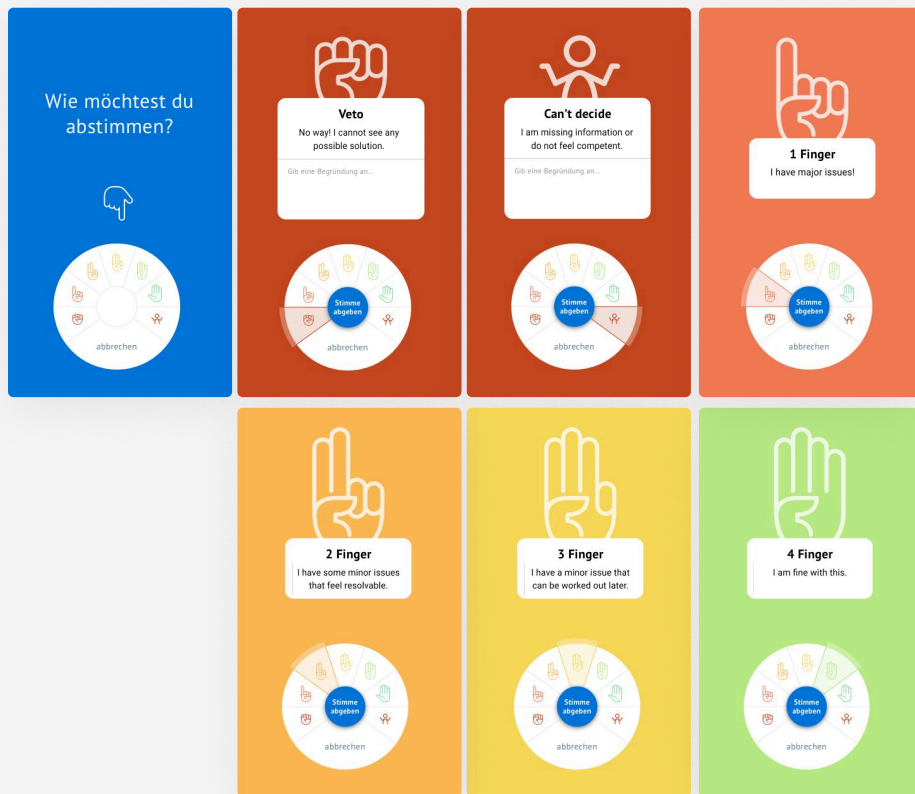 Wie möchtest du
abstimmen?
abbrechen
Veto
No way! I cannot see any
possible solution.
Gib eine Begründung an...
Stimme
abgeben
abbrechen
Can't decide
I am missing information or
do not feel competent.
Gib eine Begründung an...
Stimme
abgeben
abbrechen
1 Finger
I have major issues!
Stimme
abgeben
abbrechen
2 Finger
I have some minor issues
that feel resolvable.
Stimme
abgeben
abbrechen
3 Finger
I have a minor issue that
can be worked out later.
Stimme
abgeben
abbrechen
4 Finger
I am fine with this.
Stimme
abgeben
abbrechen